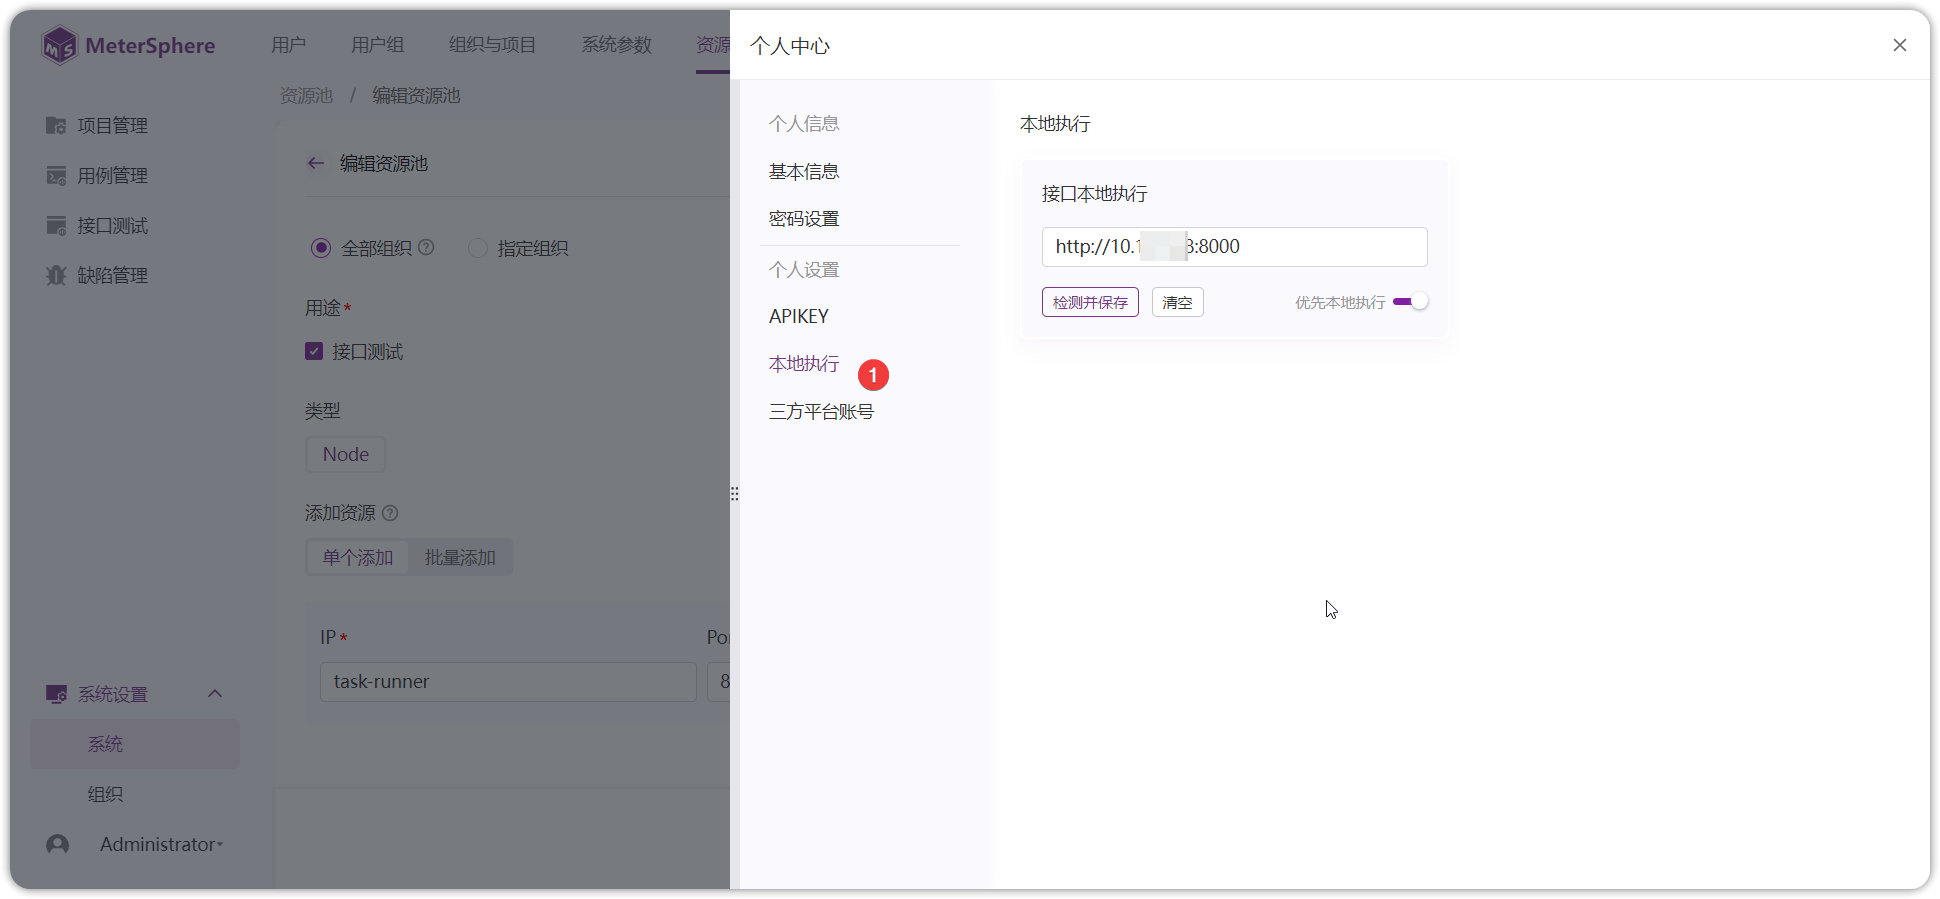 MeterSphere
用户
用户组
组织与项目
系统参数
资源
项目管理
用例管理
接口测试
缺陷管理
系统设置
系统
组织
Administrator
资源池 / 编辑资源池
编辑资源池
全部组织
指定组织
用途*
接口测试
类型
Node
添加资源
单个添加
批量添加
IP*
task-runner
8
个人中心
个人信息
基本信息
密码设置
个人设置
APIKEY
本地执行
1
三方平台账号
本地执行
接口本地执行
http://10.
:8000
检测并保存
清空
优先本地执行